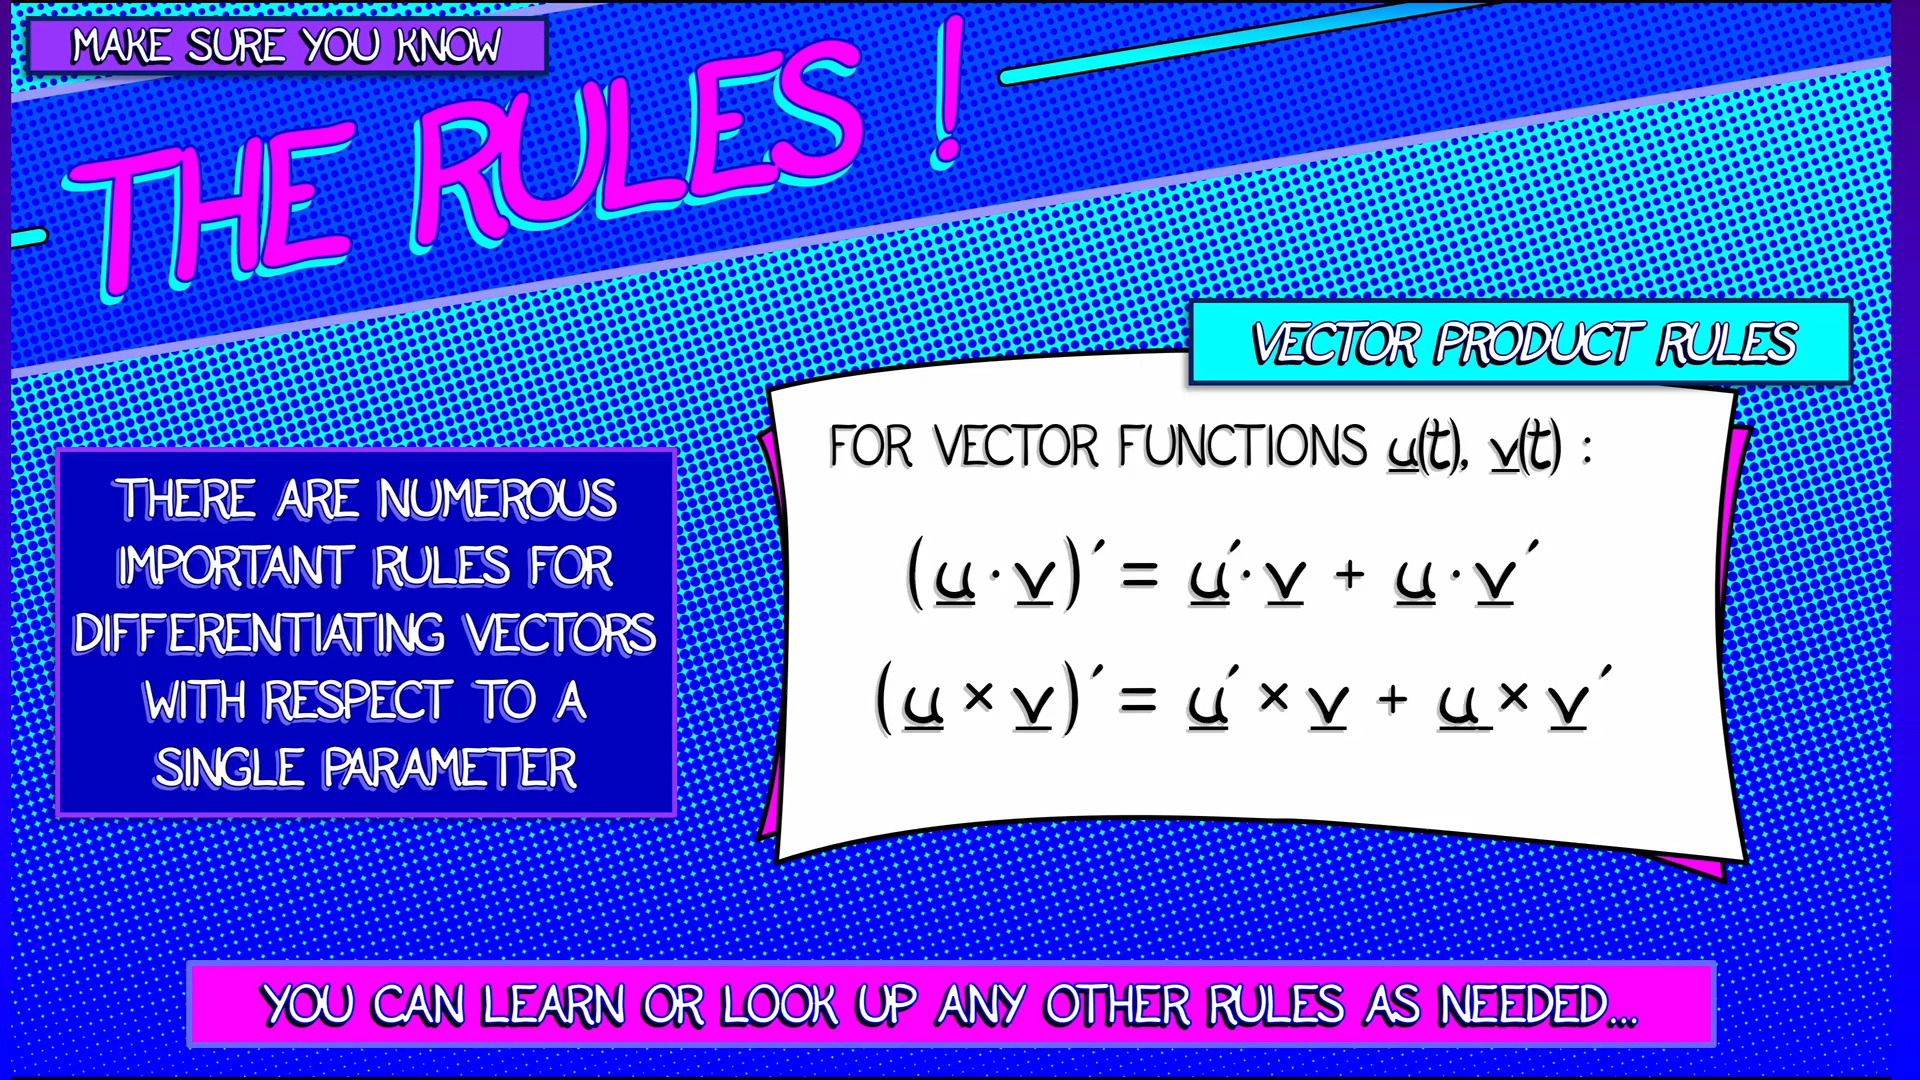 MAKE SURE YOU KNOW
THE RULES !
VECTOR PRODUCT RULES
FOR VECTOR FUNCTIONS u(t), v(t) :
(u · v)′ = u′ · v + u · v′
(u × v)′ = u′ × v + u × v′
THERE ARE NUMEROUS
IMPORTANT RULES FOR
DIFFERENTIATING VECTORS
WITH RESPECT TO A
SINGLE PARAMETER
YOU CAN LEARN OR LOOK UP ANY OTHER RULES AS NEEDED...